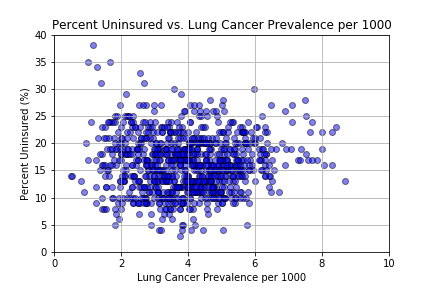 Percent Uninsured vs. Lung Cancer Prevalence per 1000
40
35
30
25
20
15
10
5
0
Percent Uninsured (%)
0 2 4 6 8 10
Lung Cancer Prevalence per 1000